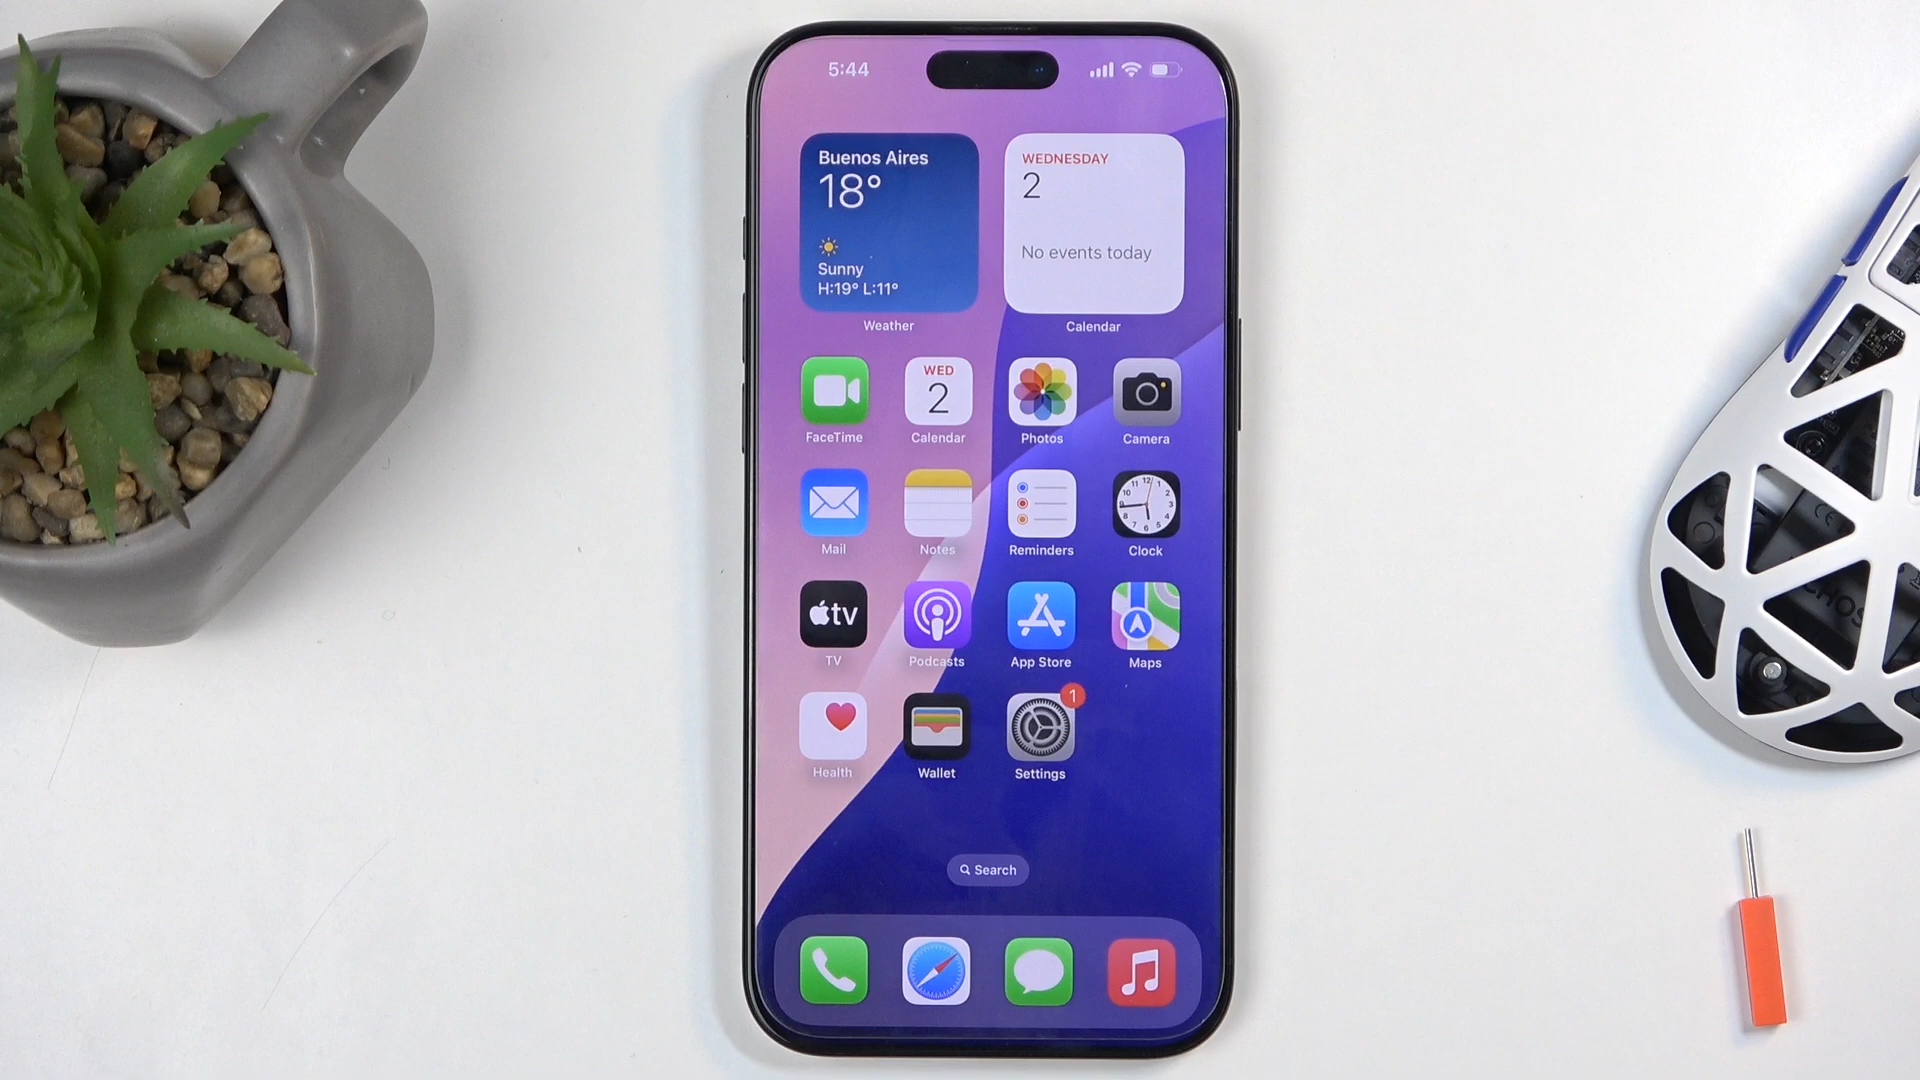 5:44
Buenos Aires
18°
Sunny
H:19° L:11°
Weather
WEDNESDAY
2
No events today
Calendar
FaceTime
WED
2
Calendar
Photos
Camera
Mail
Notes
Reminders
Clock
tv
TV
Podcasts
App Store
Maps
Health
Wallet
1
Settings
Search